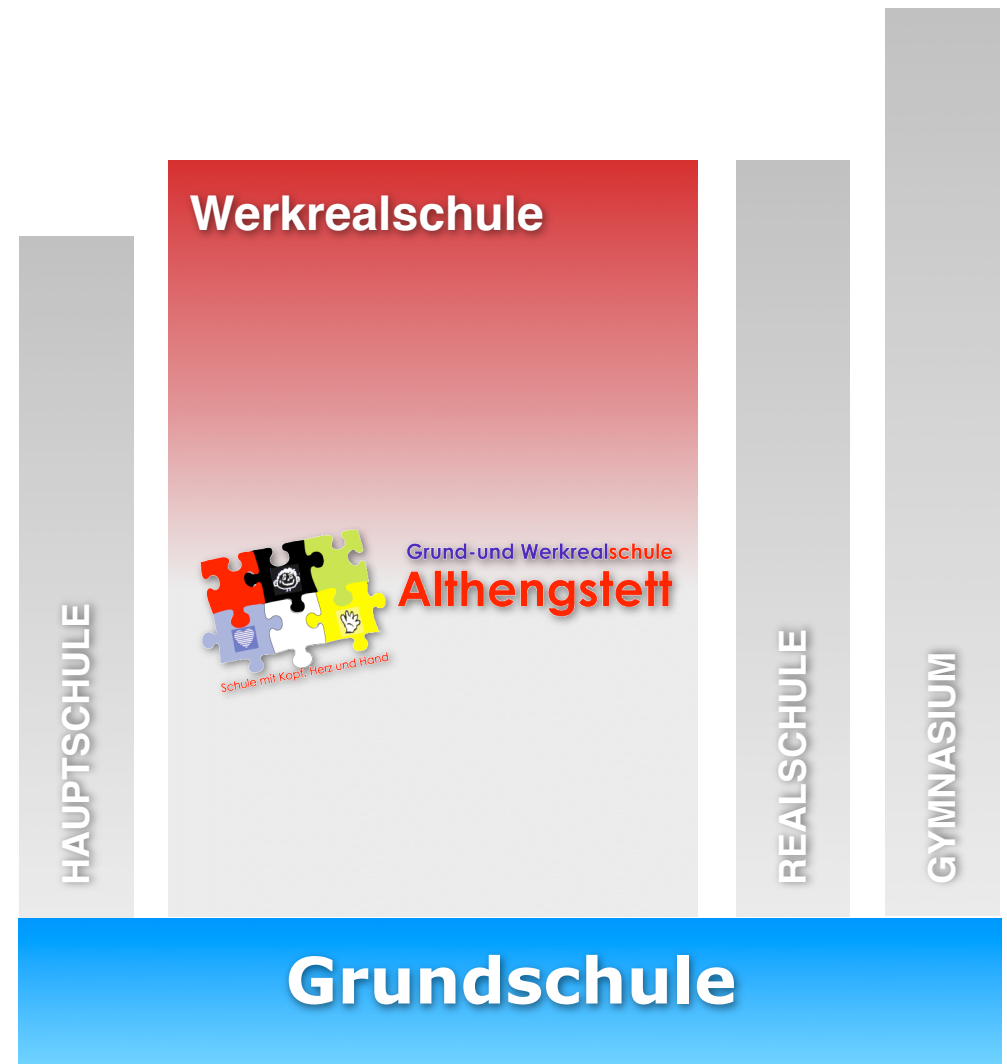 Werkrealschule
Grund-und Werkrealschule
Althengstett
Schule mit Kopf, Herz und Hand
HAUPTSCHULE
REALSCHULE
GYMNASIUM
Grundschule